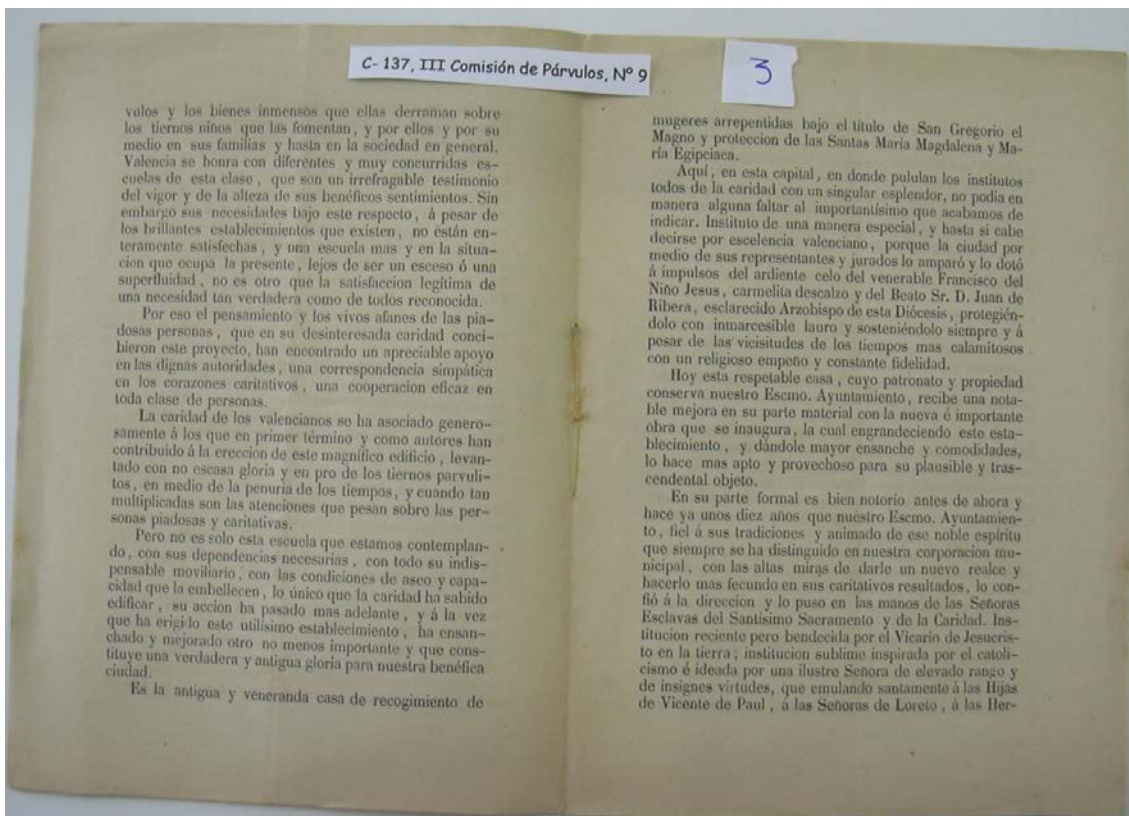 C- 137, III Comisión de Párvulos, Nº 9
3
vulos y los bienes inmensos que ellas derraman sobre
los tiernos niños que las fomentan, y por ellos y por su
medio en sus familias y hasta en la sociedad en general.
Valencia se honra con diferentes y muy concurridas es-
cuelas de esta clase, que son un irrefragable testimonio
del vigor y de la alteza de sus benéficos sentimientos. Sin
embargo sus necesidades bajo este respecto, á pesar de
los brillantes establecimientos que existen, no están en-
teramente satisfechas, y una escuela mas y en la situa-
cion que ocupa la presente, lejos de ser un esceso ó una
superfluidad, no es otro que la satisfaccion legítima de
una necesidad tan verdadera como de todos reconocida.
Por eso el pensamiento y los vivos afanes de las pia-
dosas personas, que en su desinteresada caridad conci-
bieron este proyecto, han encontrado un apreciable apoyo
en las dignas autoridades, una correspondencia simpática
en los corazones caritativos, una cooperacion eficaz en
toda clase de personas.
La caridad de los valencianos se ha asociado genero-
samente á los que en primer término y como autores han
contribuido á la ereccion de este magnífico edificio, levan-
tado con no escasa gloria y en pro de los tiernos parvuli-
tos, en medio de la penuria de los tiempos, y cuando tan
multiplicadas son las atenciones que pesan sobre las per-
sonas piadosas y caritativas.
Pero no es solo esta escuela que estamos contemplan-
do, con sus dependencias necesarias, con todo su indis-
pensable moviliario, con las condiciones de aseo y capa-
cidad que la embellecen, lo único que la caridad ha sabido
edificar, su accion ha pasado mas adelante, y á la vez
que ha erigido este utilísimo establecimiento, ha ensan-
chado y mejorado otro no menos importante y que cons-
tituye una verdadera y antigua gloria para nuestra benéfica
ciudad.
Es la antigua y veneranda casa de recogimiento de
mugeres arrepentidas bajo el título de San Gregorio el
Magno y proteccion de las Santas María Magdalena y Ma-
ría Egipciaca.
Aquí, en esta capital, en donde pululan los institutos
todos de la caridad con un singular esplendor, no podia en
manera alguna faltar al importantísimo que acabamos de
indicar. Instituto de una manera especial, y hasta si cabe
decirse por escelencia valenciano, porque la ciudad por
medio de sus representantes y jurados lo amparó y lo dotó
á impulsos del ardiente celo del venerable Francisco del
Niño Jesus, carmelita descalzo y del Beato Sr. D. Juan de
Ribera, esclarecido Arzobispo de esta Diócesis, protegién-
dolo con inmarcesible lauro y sosteniéndolo siempre y á
pesar de las vicisitudes de los tiempos mas calamitosos
con un religioso empeño y constante fidelidad.
Hoy esta respetable casa, cuyo patronato y propiedad
conserva nuestro Escmo. Ayuntamiento, recibe una nota-
ble mejora en su parte material con la nueva é importante
obra que se inaugura, la cual engrandeciendo este esta-
blecimiento, y dándole mayor ensanche y comodidades,
lo hace mas apto y provechoso para su plausible y tras-
cendental objeto.
En su parte formal es bien notorio antes de ahora y
hace ya unos diez años que nuestro Escmo. Ayuntamien-
to, fiel á sus tradiciones y animado de ese noble espíritu
que siempre se ha distinguido en nuestra corporacion mu-
nicipal, con las altas miras de darle un nuevo realce y
hacerlo mas fecundo en sus caritativos resultados, lo con-
fió á la direccion y lo puso en las manos de las Señoras
Esclavas del Santísimo Sacramento y de la Caridad. Ins-
titucion reciente pero bendecida por el Vicario de Jesucris-
to en la tierra; institucion sublime inspirada por el catoli-
cismo é ideada por una ilustre Señora de elevado rango y
de insignes virtudes, que emulando santamente á las Hijas
de Vicente de Paul, á las Señoras de Loreto, á las Her-